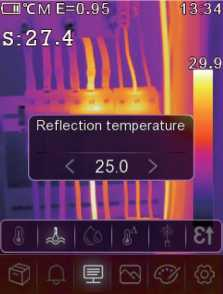 ℃ M E=0.95 13:34
S:27.4
29.9
Reflection temperature
< 25.0 >